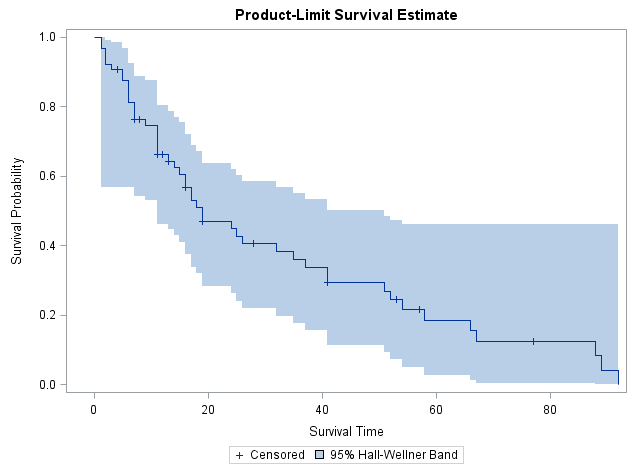 Product-Limit Survival Estimate
1.0
0.8
0.6
0.4
0.2
0.0
Survival Probability
0 20 40 60 80
Survival Time
+ Censored 95% Hall-Wellner Band